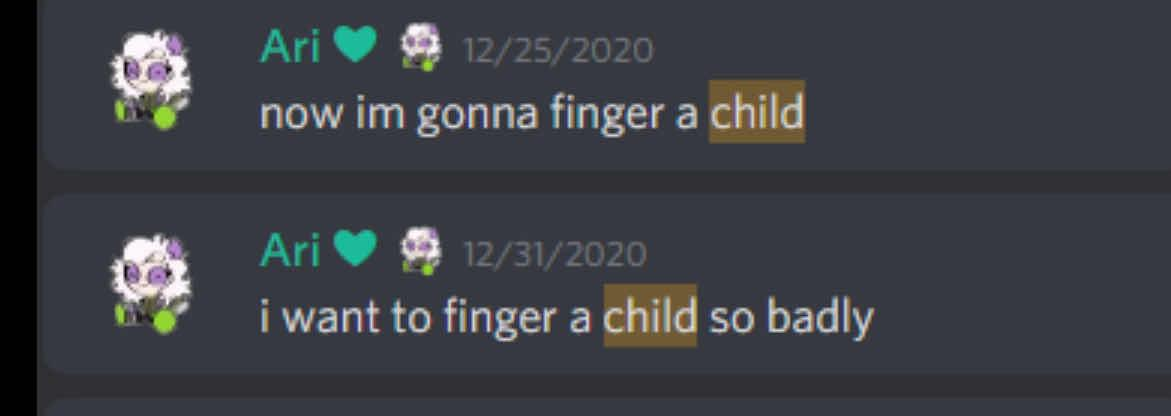 Ari 12/25/2020
now im gonna finger a child
Ari 12/31/2020
i want to finger a child so badly